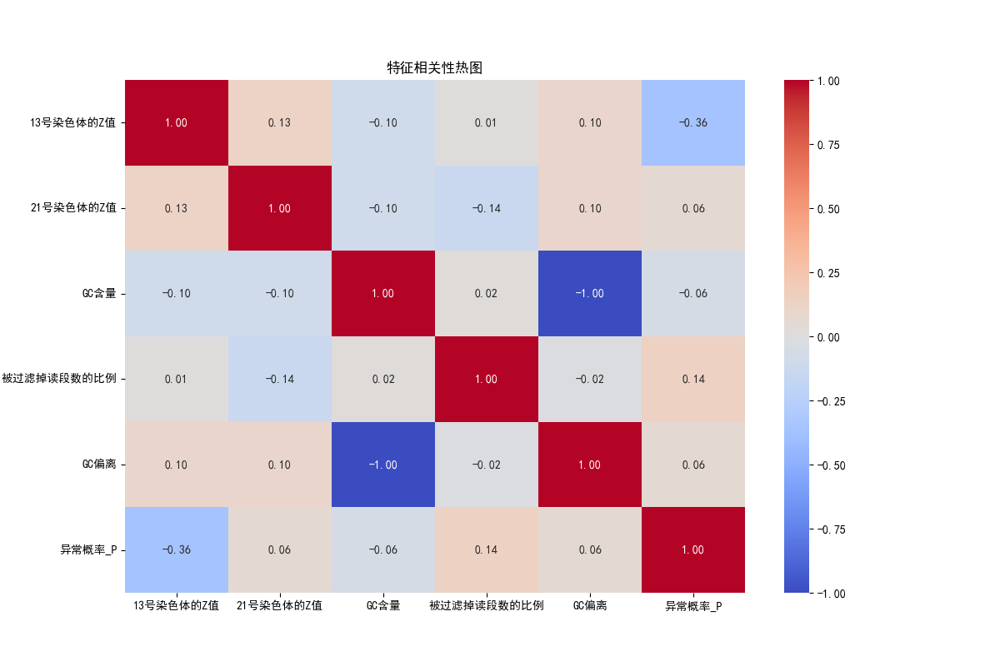 特征相关性热图
13号染色体的Z值 1.00 0.13 -0.10 0.01 0.10 -0.36
21号染色体的Z值 0.13 1.00 -0.10 -0.14 0.10 0.06
GC含量 -0.10 -0.10 1.00 0.02 -1.00 -0.06
被过滤掉读段数的比例 0.01 -0.14 0.02 1.00 -0.02 0.14
GC偏离 0.10 0.10 -1.00 -0.02 1.00 0.06
异常概率_P -0.36 0.06 -0.06 0.14 0.06 1.00
13号染色体的Z值 21号染色体的Z值 GC含量 被过滤掉读段数的比例 GC偏离 异常概率_P
1.00
0.75
0.50
0.25
0.00
-0.25
-0.50
-0.75
-1.00